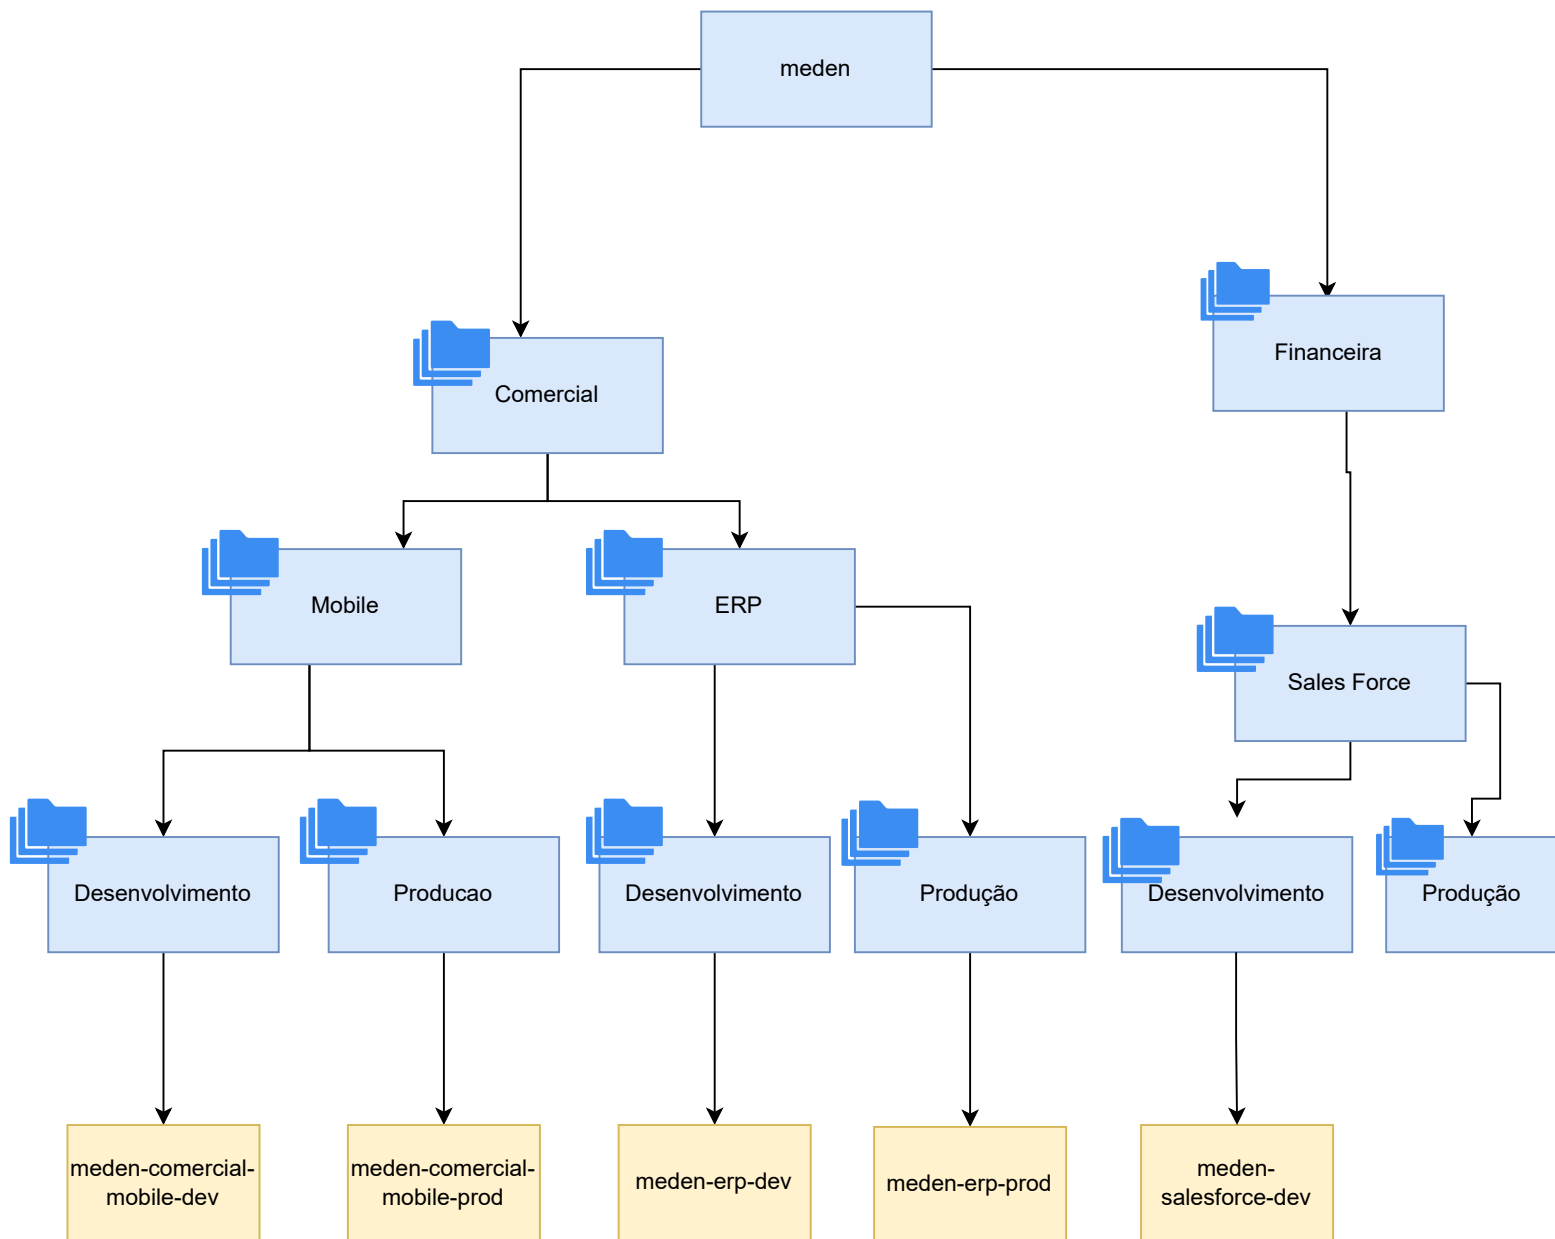 meden
Financeira
Comercial
Mobile
ERP
Sales Force
Desenvolvimento
Producao
Desenvolvimento
Produção
Desenvolvimento
Produção
meden-comercial-
mobile-dev
meden-comercial-
mobile-prod
meden-erp-dev
meden-erp-prod
meden-
salesforce-dev